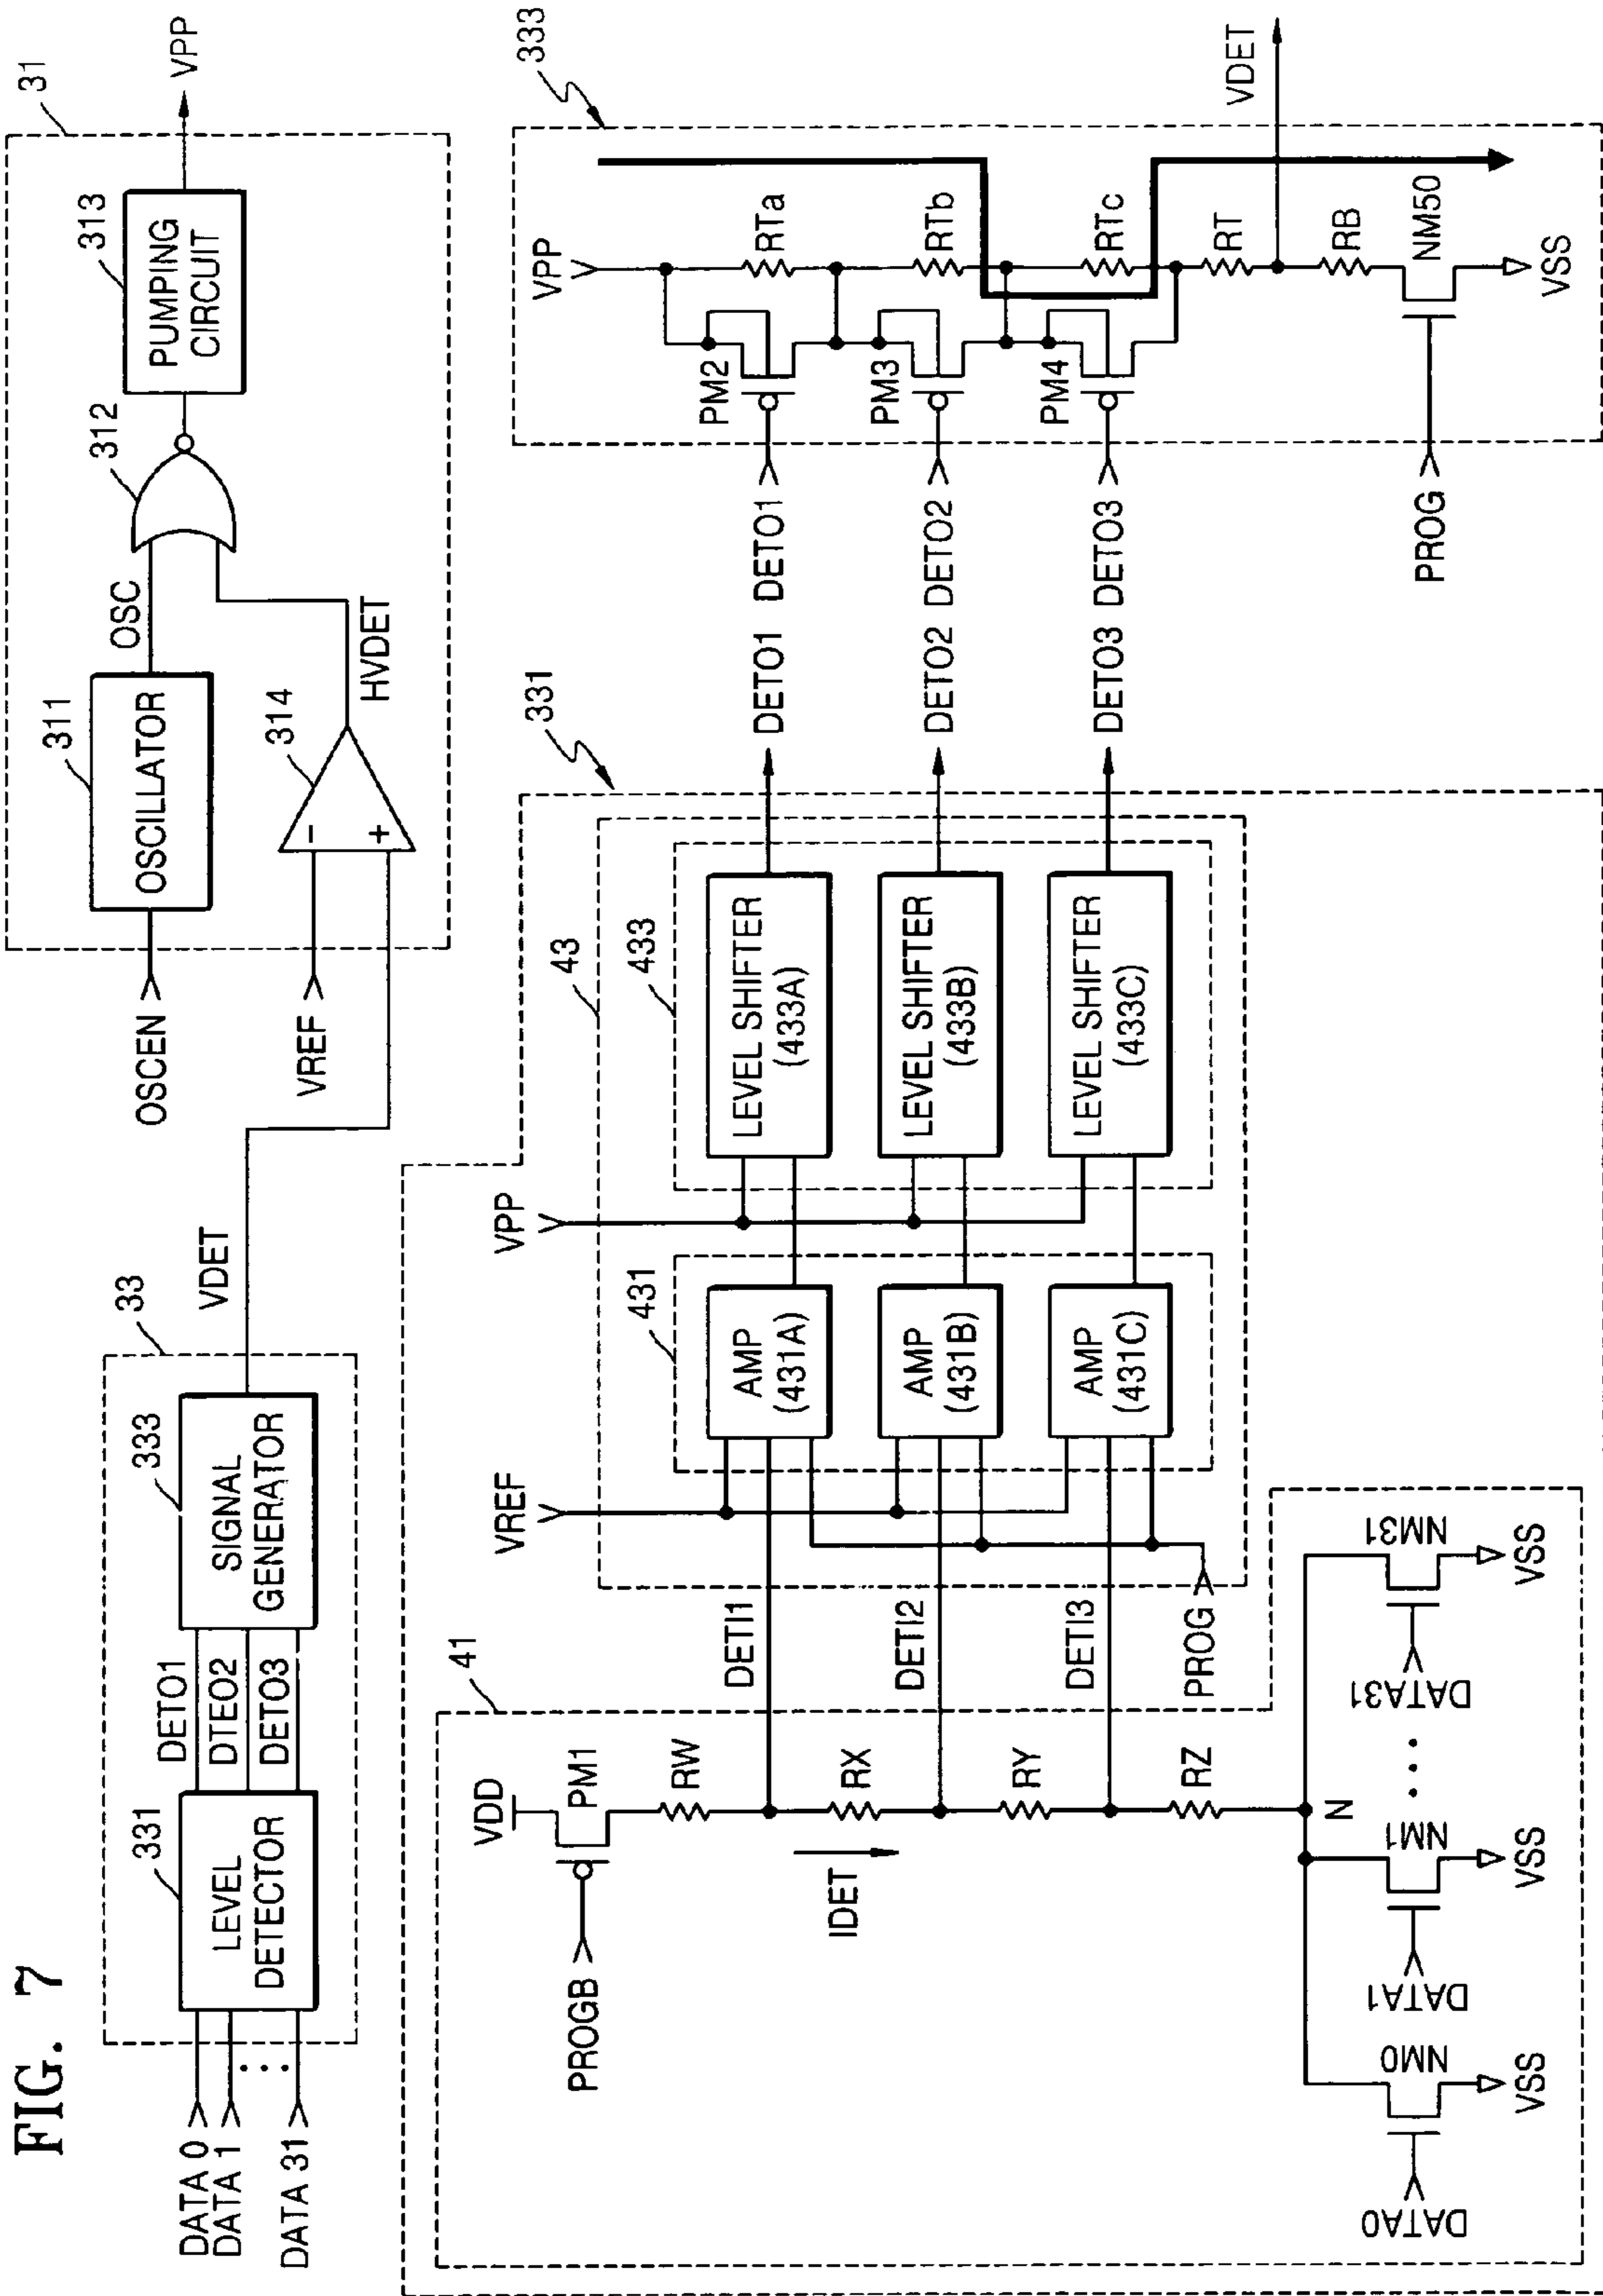 FIG. 7
DATA 0
DATA 1
DATA 31
331
LEVEL
DETECTOR
DETO1
DTEO2
DETO3
333
SIGNAL
GENERATOR
33
VDET
OSCEN
VREF
31
311
OSCILLATOR
OSC
314
-
+
HVDET
312
313
PUMPING
CIRCUIT
VPP
41
VDD
PROGB
PM1
RW
IDET
RX
RY
RZ
N
DETI1
DETI2
DETI3
DATA0
NM0
VSS
DATA1
NM1
VSS
DATA31
NM31
VSS
331
43
VREF
PROG
431
AMP
(431A)
AMP
(431B)
AMP
(431C)
VPP
433
LEVEL SHIFTER
(433A)
LEVEL SHIFTER
(433B)
LEVEL SHIFTER
(433C)
DETO1
DETO2
DETO3
333
DETO1
DETO2
DETO3
PROG
VPP
PM2
PM3
PM4
RTa
RTb
RTc
RT
RB
NM50
VSS
VDET